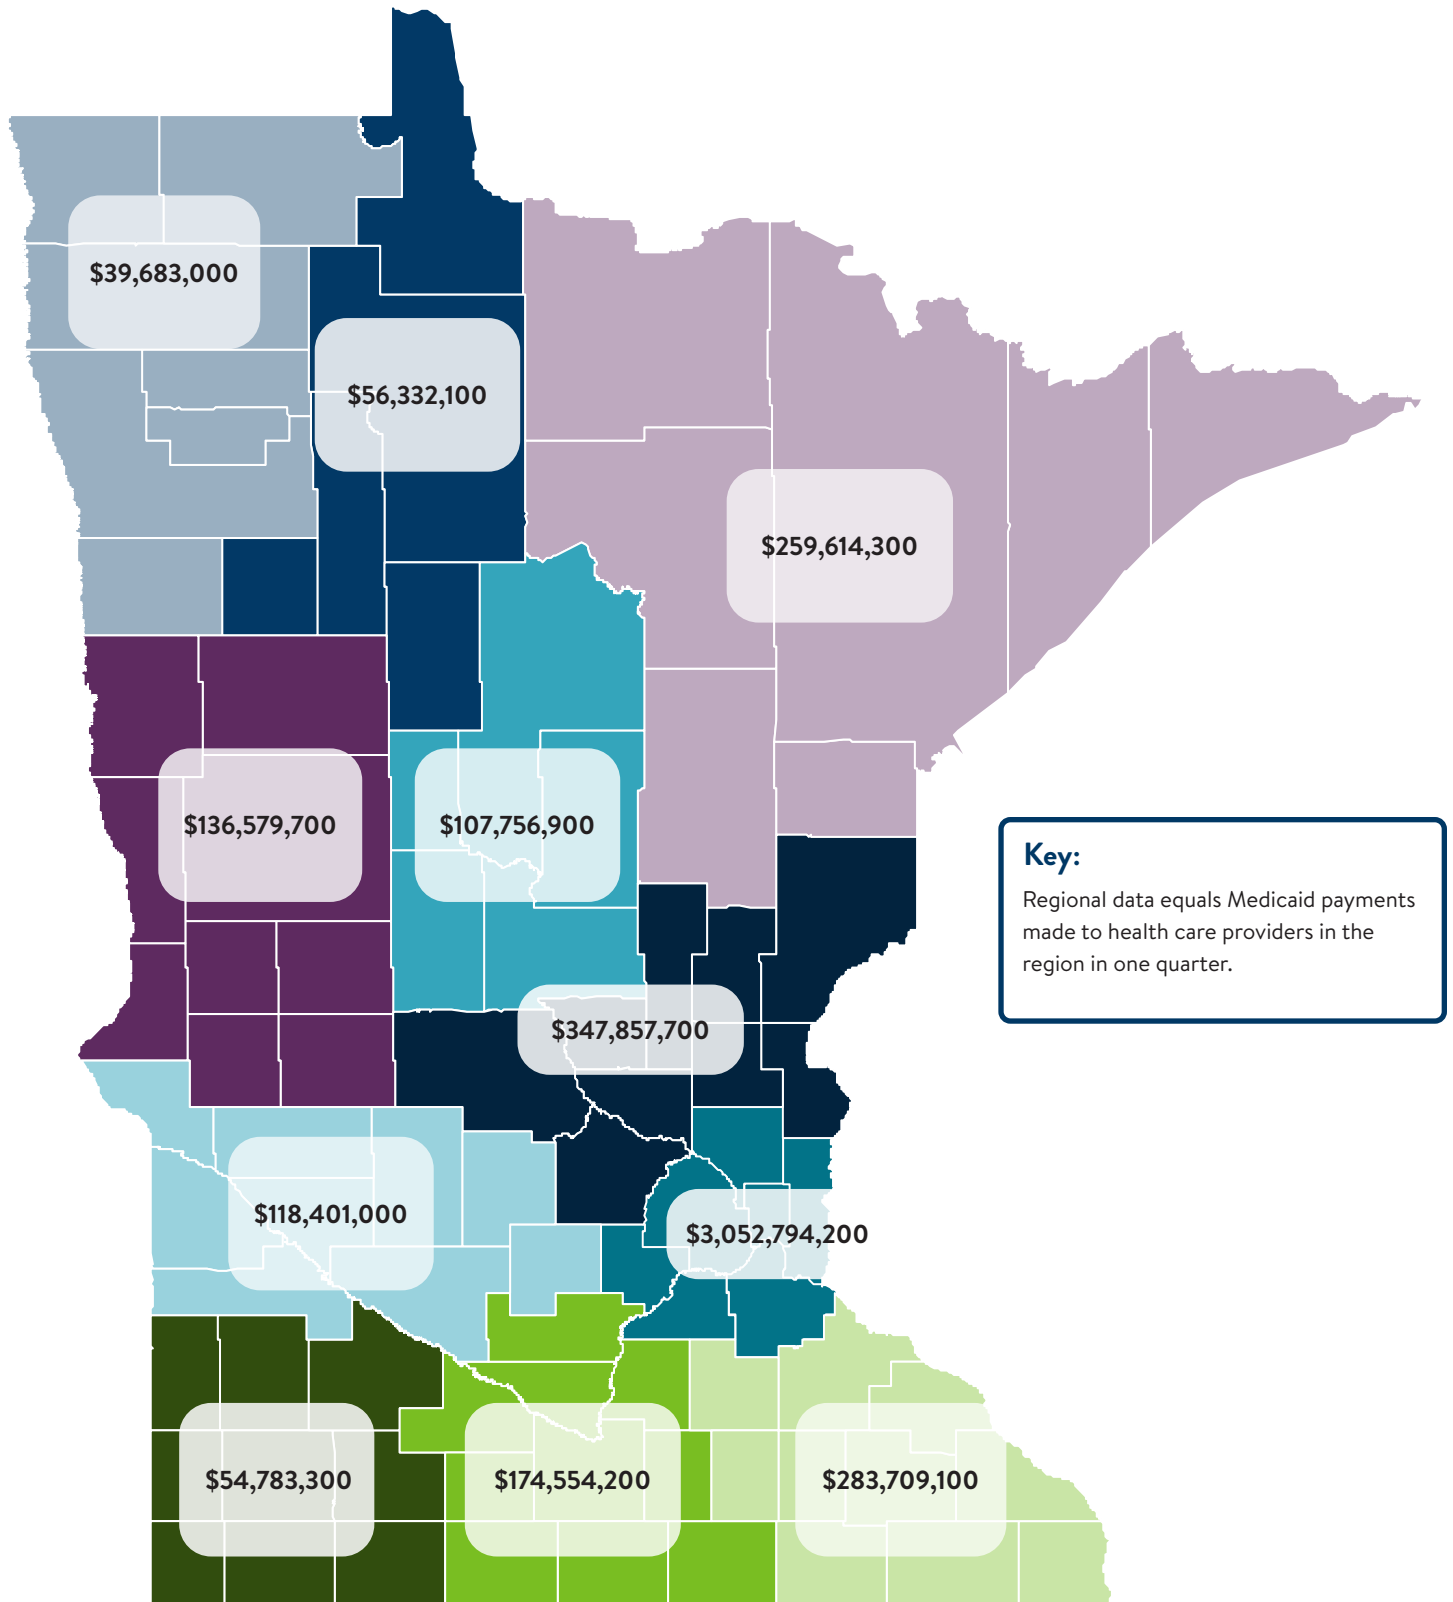 $39,683,000
$56,332,100
$259,614,300
$136,579,700
$107,756,900
Key:
Regional data equals Medicaid payments
made to health care providers in the
region in one quarter.
$347,857,700
$118,401,000
$3,052,794,200
$54,783,300
$174,554,200
$283,709,100